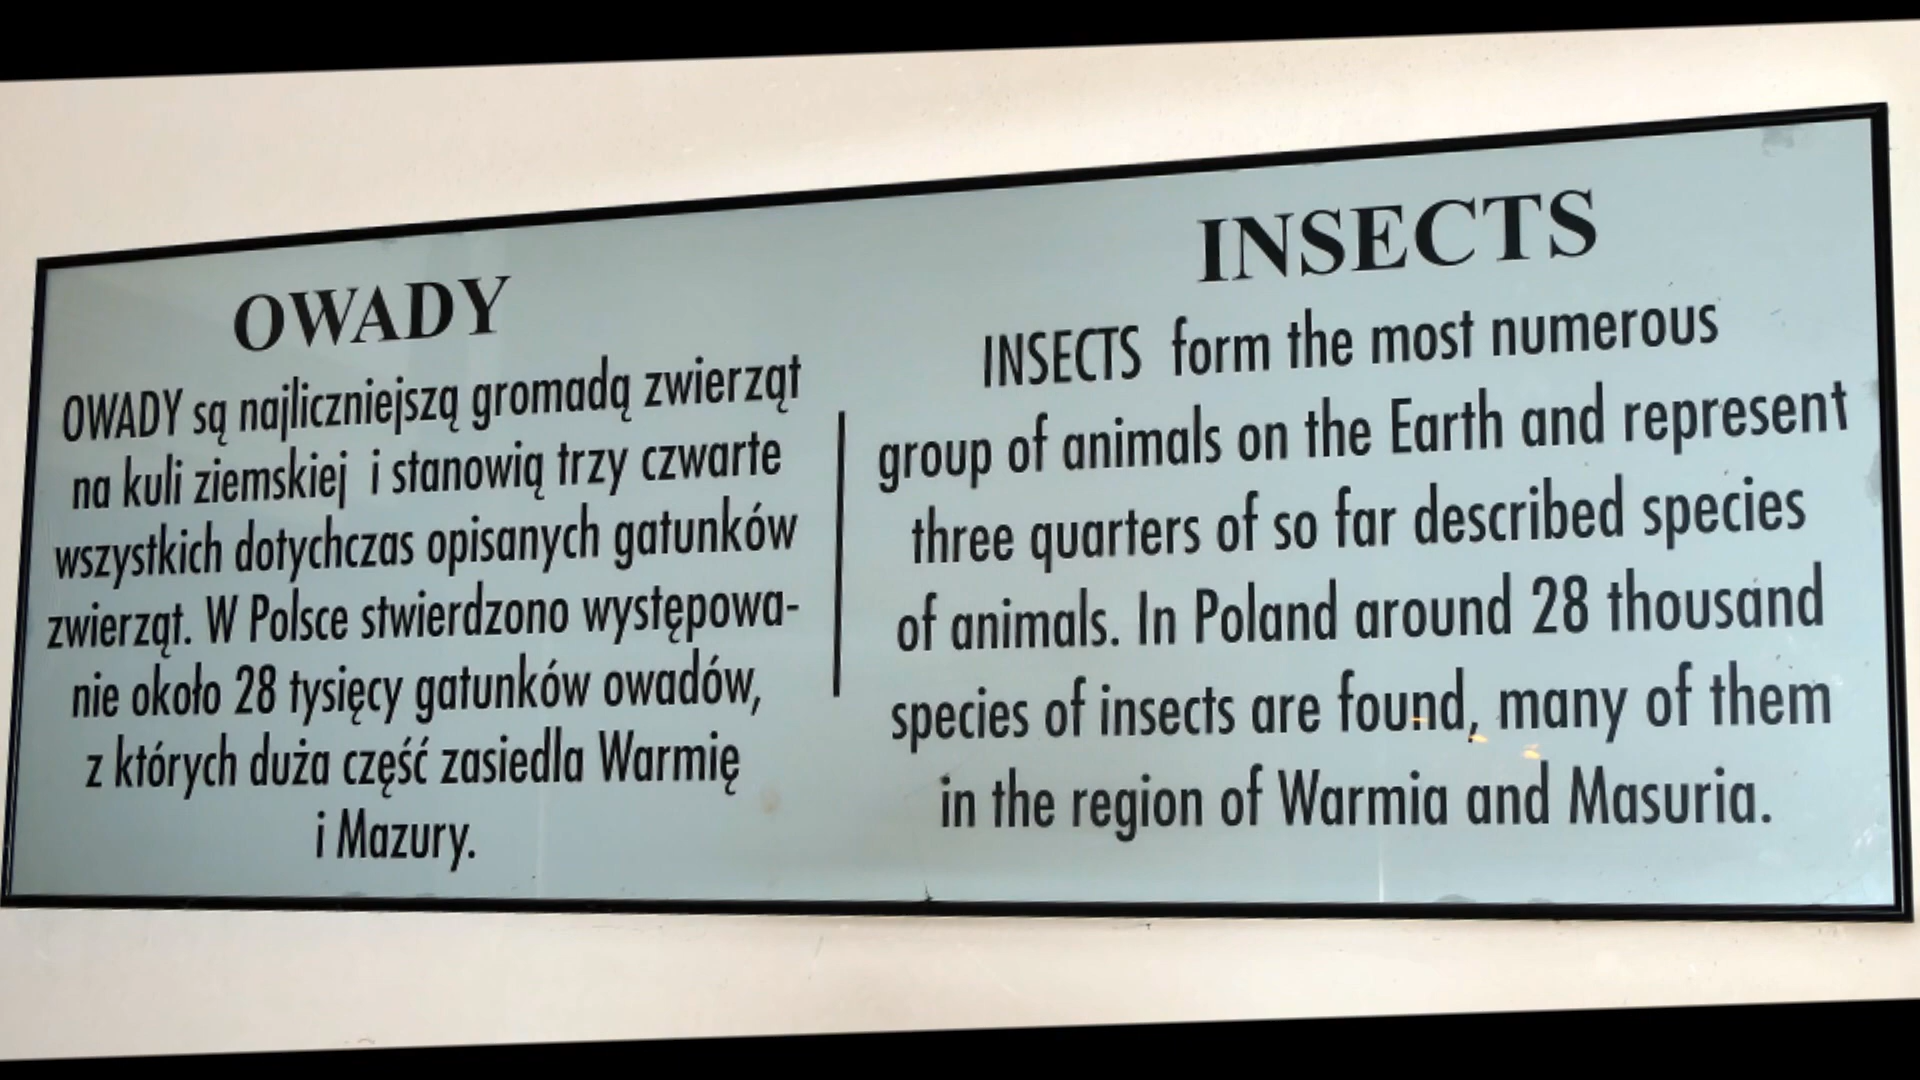 OWADY
OWADY są najliczniejszą gromadą zwierząt
na kuli ziemskiej i stanowią trzy czwarte
wszystkich dotychczas opisanych gatunków
zwierząt. W Polsce stwierdzono występowa-
nie około 28 tysięcy gatunków owadów,
z których duża część zasiedla Warmię
i Mazury.
INSECTS
INSECTS form the most numerous
group of animals on the Earth and represent
three quarters of so far described species
of animals. In Poland around 28 thousand
species of insects are found, many of them
in the region of Warmia and Masuria.